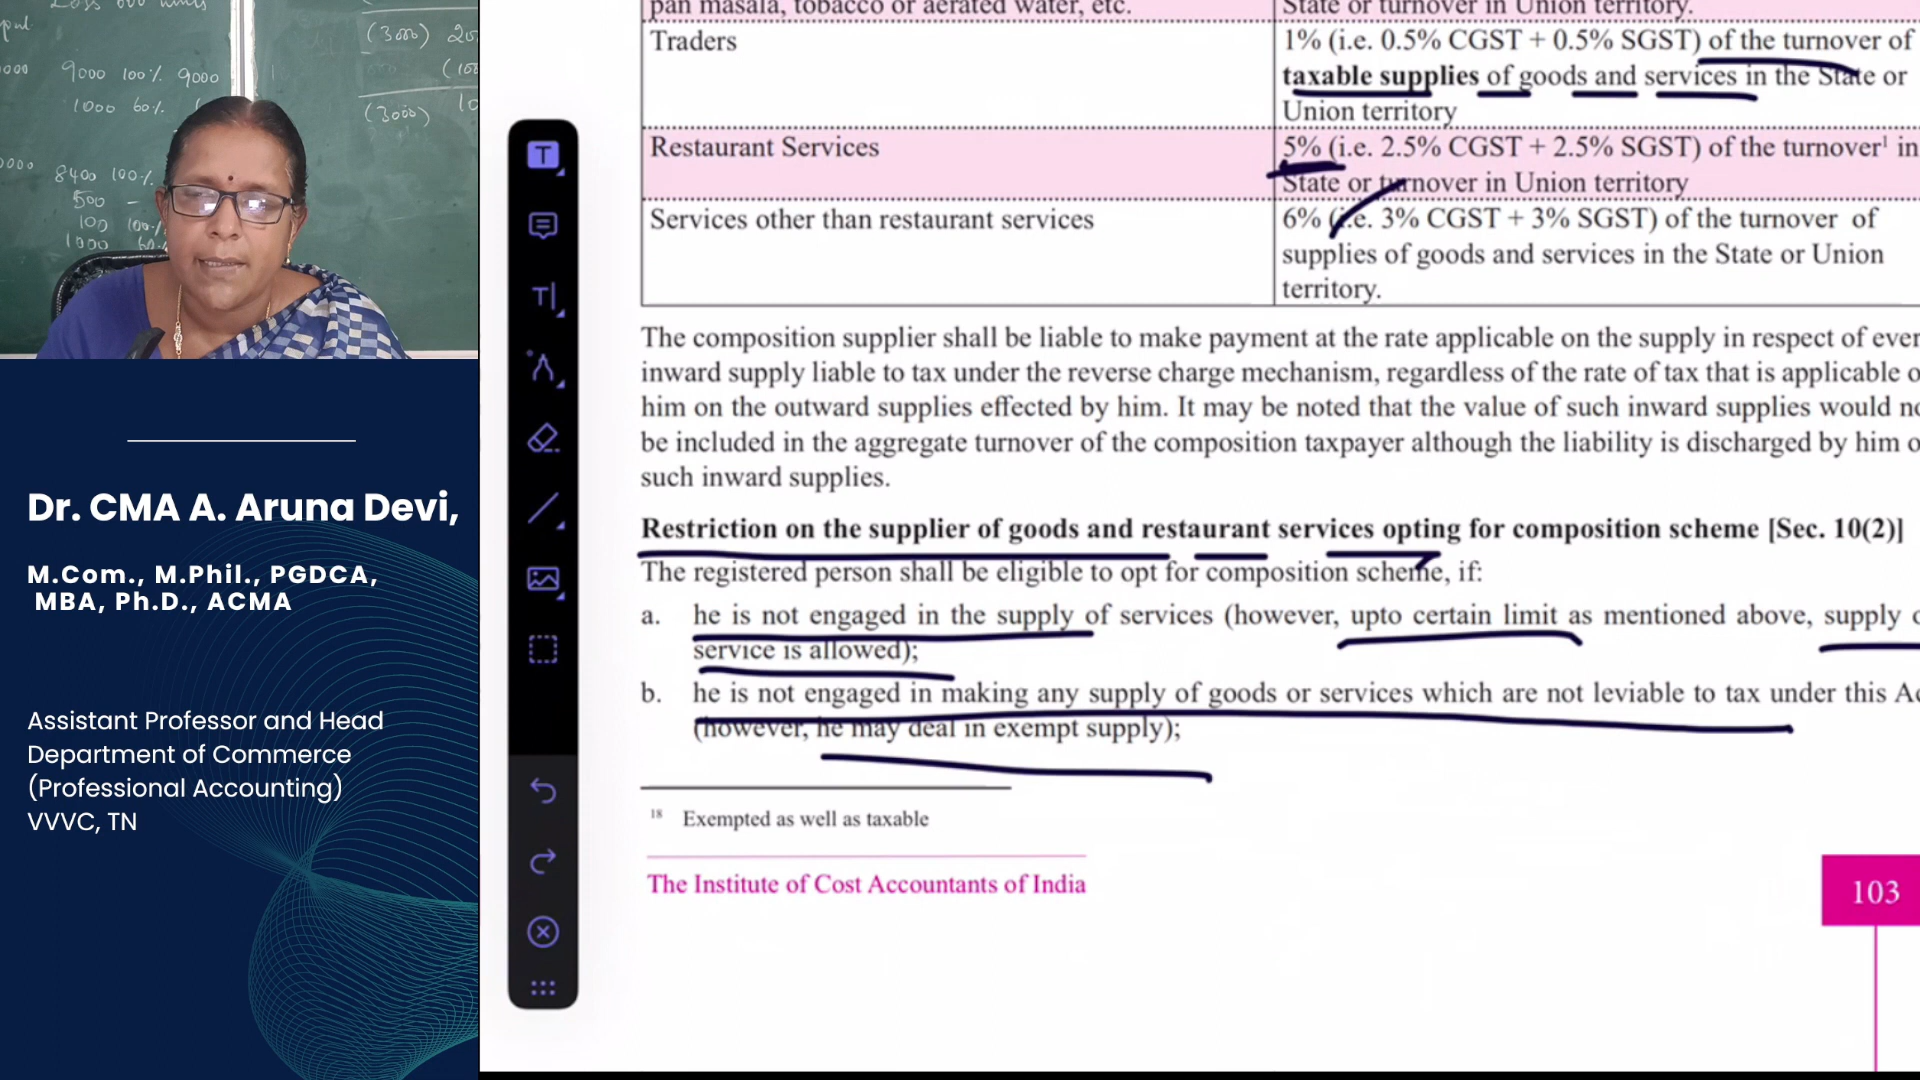 Loss 600 units
9000 100% 9000
1000 60%
8400 100%
500 -
100 100%
1000 60%
(3000)
(3000)
Dr. CMA A. Aruna Devi,
M.Com., M.Phil., PGDCA,
MBA, Ph.D., ACMA
Assistant Professor and Head
Department of Commerce
(Professional Accounting)
VVVC, TN
pan masala, tobacco or aerated water, etc.
State or turnover in Union territory.
Traders
1% (i.e. 0.5% CGST + 0.5% SGST) of the turnover of
taxable supplies of goods and services in the State or
Union territory
Restaurant Services
5% (i.e. 2.5% CGST + 2.5% SGST) of the turnover¹ in
State or turnover in Union territory
Services other than restaurant services
6% (i.e. 3% CGST + 3% SGST) of the turnover of
supplies of goods and services in the State or Union
territory.
The composition supplier shall be liable to make payment at the rate applicable on the supply in respect of ever
inward supply liable to tax under the reverse charge mechanism, regardless of the rate of tax that is applicable o
him on the outward supplies effected by him. It may be noted that the value of such inward supplies would no
be included in the aggregate turnover of the composition taxpayer although the liability is discharged by him o
such inward supplies.
Restriction on the supplier of goods and restaurant services opting for composition scheme [Sec. 10(2)]
The registered person shall be eligible to opt for composition scheme, if:
a. he is not engaged in the supply of services (however, upto certain limit as mentioned above, supply o
service is allowed);
b. he is not engaged in making any supply of goods or services which are not leviable to tax under this Ac
(however, he may deal in exempt supply);
18 Exempted as well as taxable
The Institute of Cost Accountants of India
103